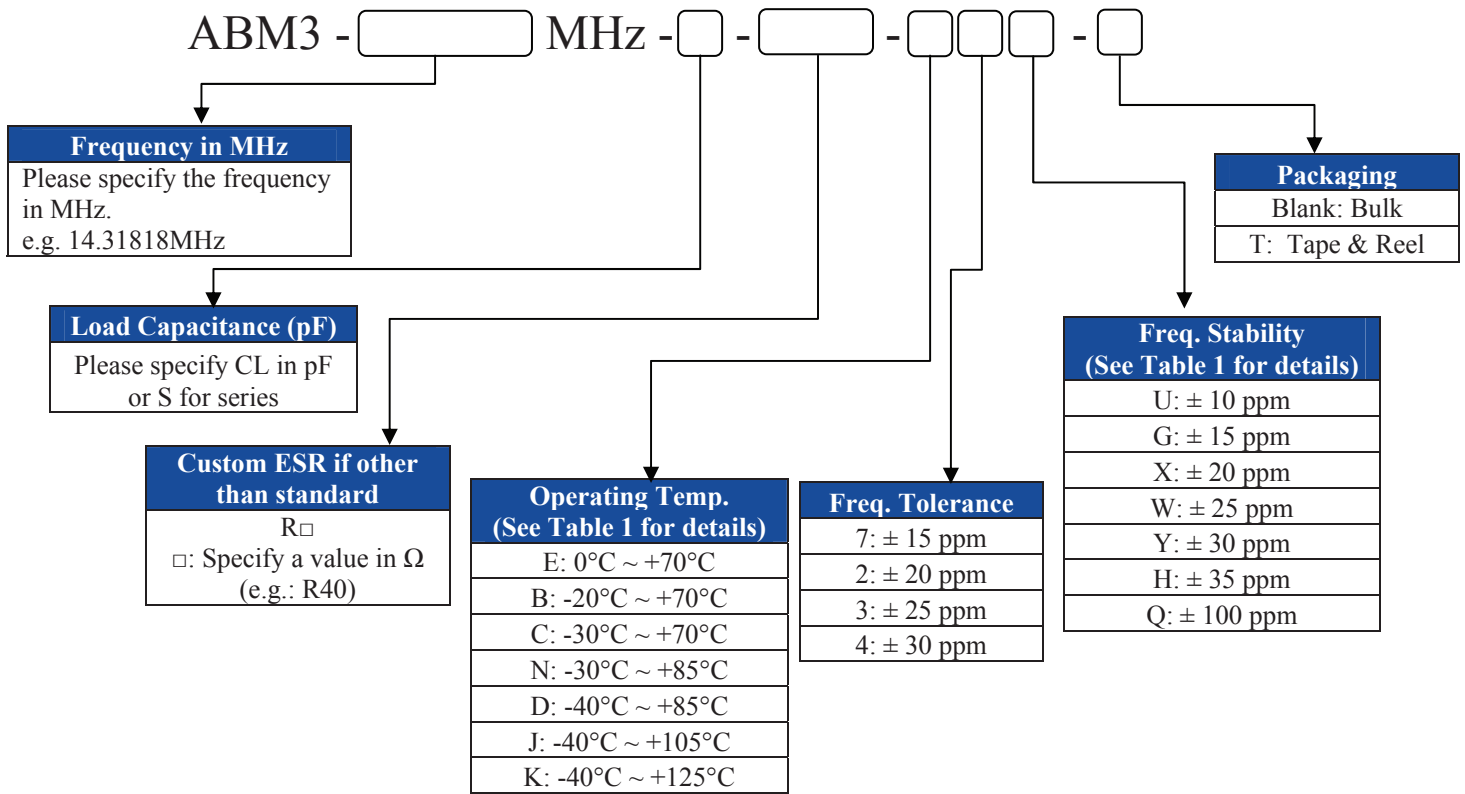 ABM3 - MHz - - - -
Frequency in MHz
Please specify the frequency
in MHz.
e.g. 14.31818MHz
Load Capacitance (pF)
Please specify CL in pF
or S for series
Custom ESR if other
than standard
R□
□: Specify a value in Ω
(e.g.: R40)
Operating Temp.
(See Table 1 for details)
E: 0°C ~ +70°C
B: -20°C ~ +70°C
C: -30°C ~ +70°C
N: -30°C ~ +85°C
D: -40°C ~ +85°C
J: -40°C ~ +105°C
K: -40°C ~ +125°C
Freq. Tolerance
7: ± 15 ppm
2: ± 20 ppm
3: ± 25 ppm
4: ± 30 ppm
Freq. Stability
(See Table 1 for details)
U: ± 10 ppm
G: ± 15 ppm
X: ± 20 ppm
W: ± 25 ppm
Y: ± 30 ppm
H: ± 35 ppm
Q: ± 100 ppm
Packaging
Blank: Bulk
T: Tape & Reel